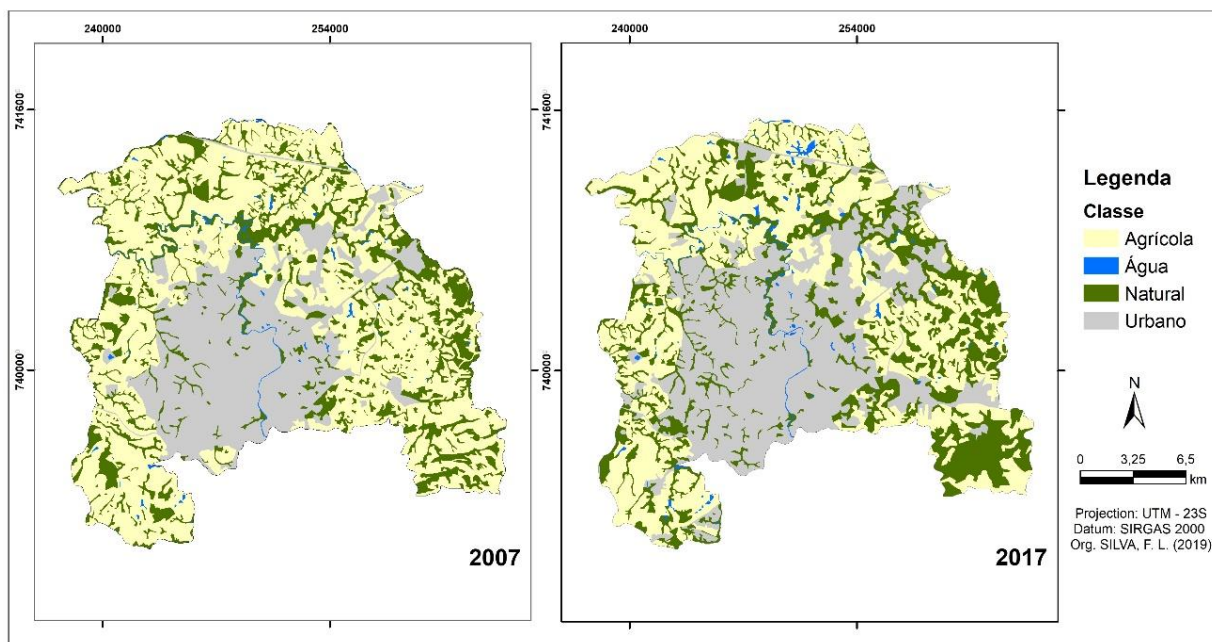 240000
254000
240000
254000
741600
741600
740000
740000
2007
2017
Legenda
Classe
Agrícola
Água
Natural
Urbano
N
0 3,25 6,5
km
Projection: UTM - 23S
Datum: SIRGAS 2000
Org. SILVA, F. L. (2019)